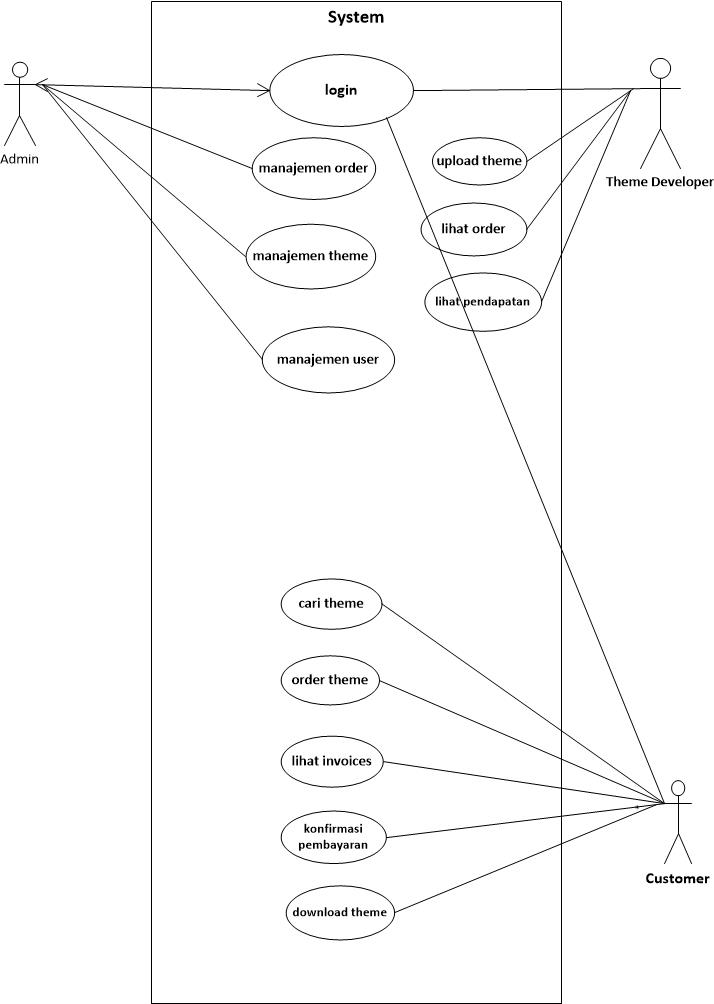 System
login
Admin
manajemen order
upload theme
Theme Developer
lihat order
manajemen theme
lihat pendapatan
manajemen user
cari theme
order theme
lihat invoices
konfirmasi
pembayaran
Customer
download theme